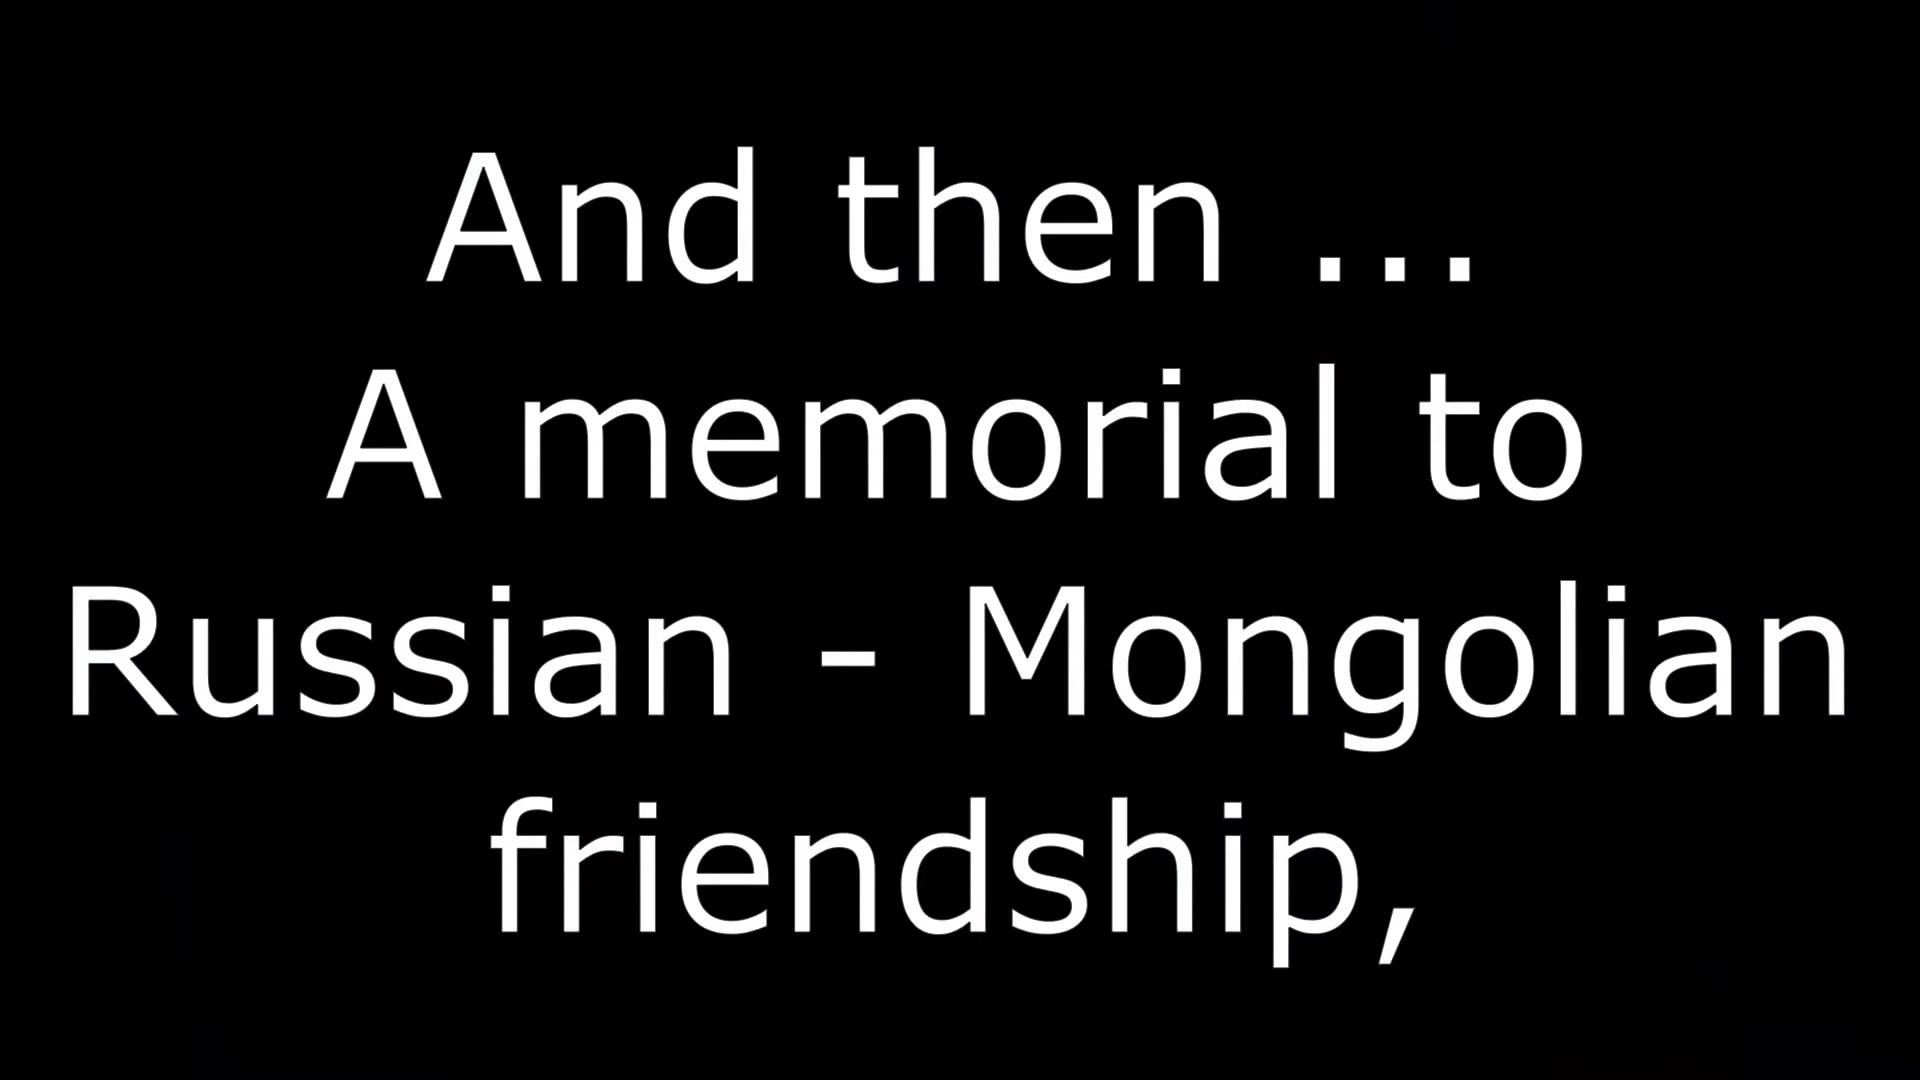 And then ...
A memorial to
Russian - Mongolian
friendship,